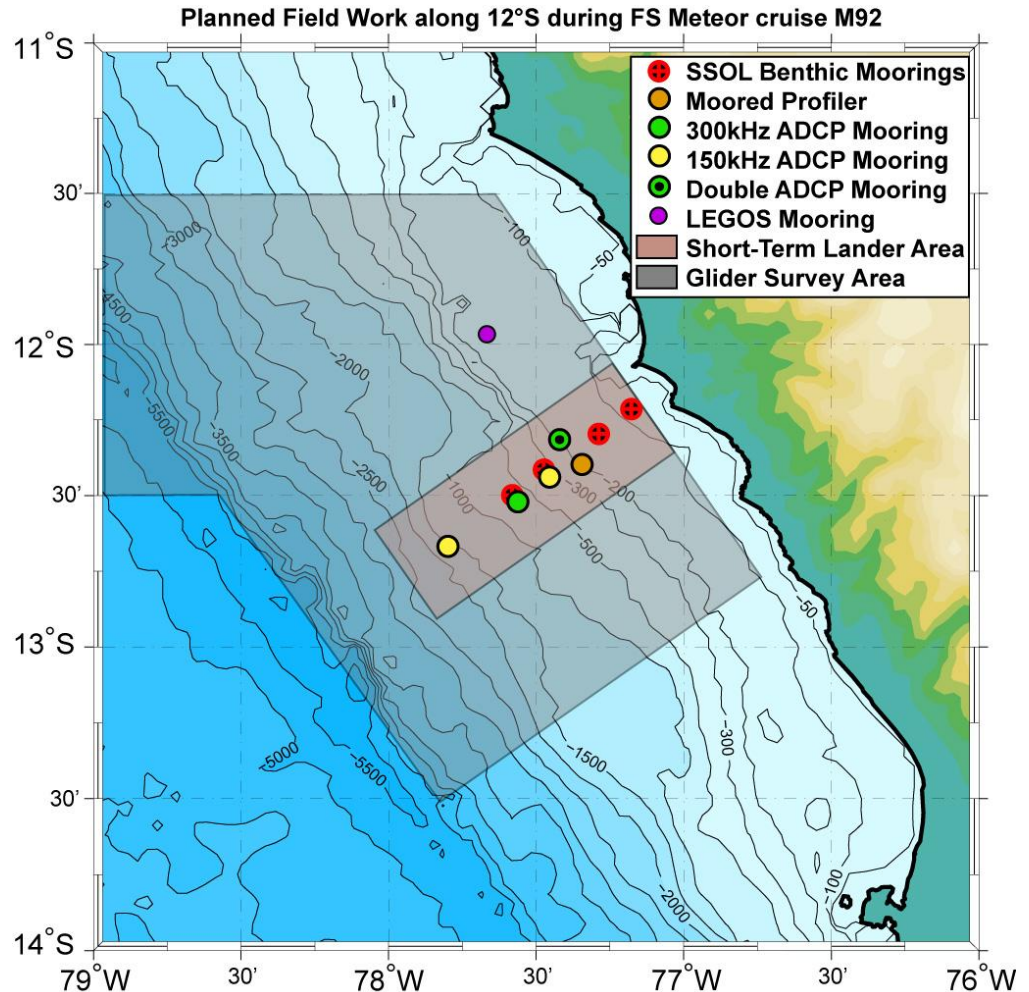 Planned Field Work along 12°S during FS Meteor cruise M92
11°S
SSOL Benthic Moorings
Moored Profiler
300kHz ADCP Mooring
150kHz ADCP Mooring
Double ADCP Mooring
LEGOS Mooring
Short-Term Lander Area
Glider Survey Area
30'
-100
-50
-3000
-4500
12°S
-2000
-5500
-3500
-2500
-1000
-300
-200
30'
-500
-50
13°S
-300
-5000
-5500
-1500
30'
-2000
-100
14°S
79°W
30'
78°W
30'
77°W
30'
76°W